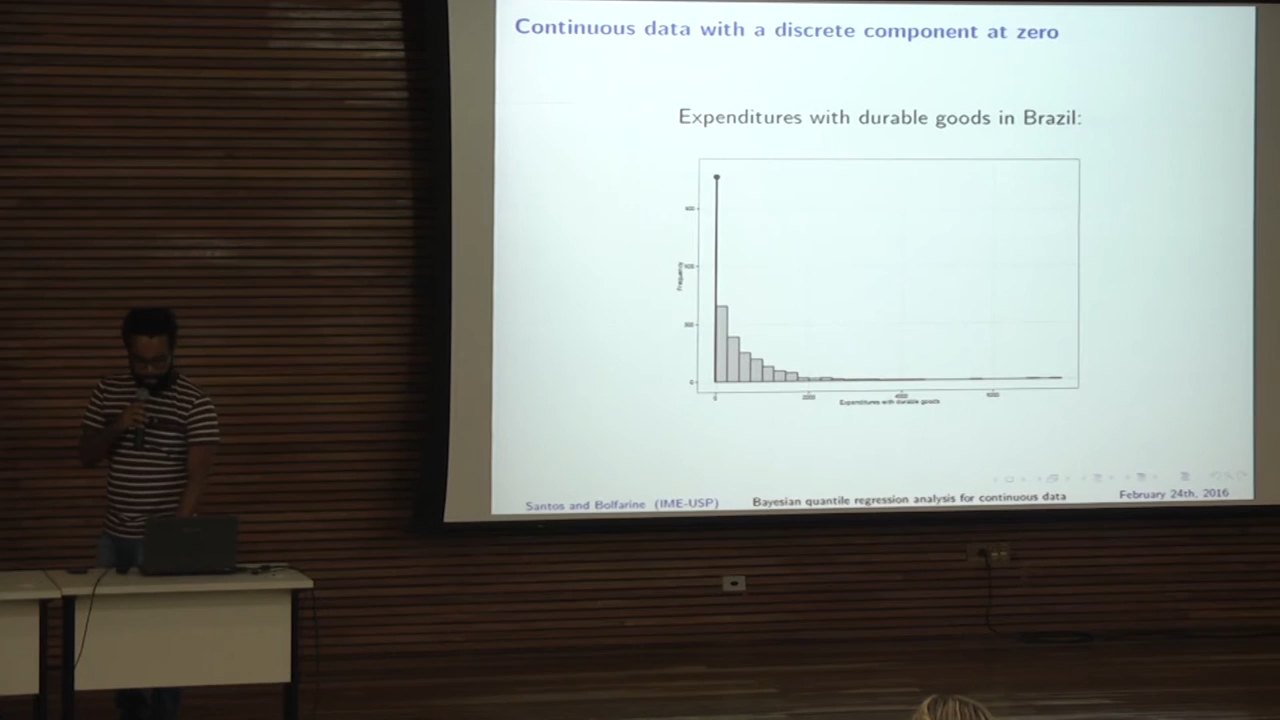 Continuous data with a discrete component at zero
Expenditures with durable goods in Brazil:
Frequency
0
0
2000
4000
6000
Expenditures with durable goods
Santos and Bolfarine (IME-USP)
Bayesian quantile regression analysis for continuous data
February 24th, 2016